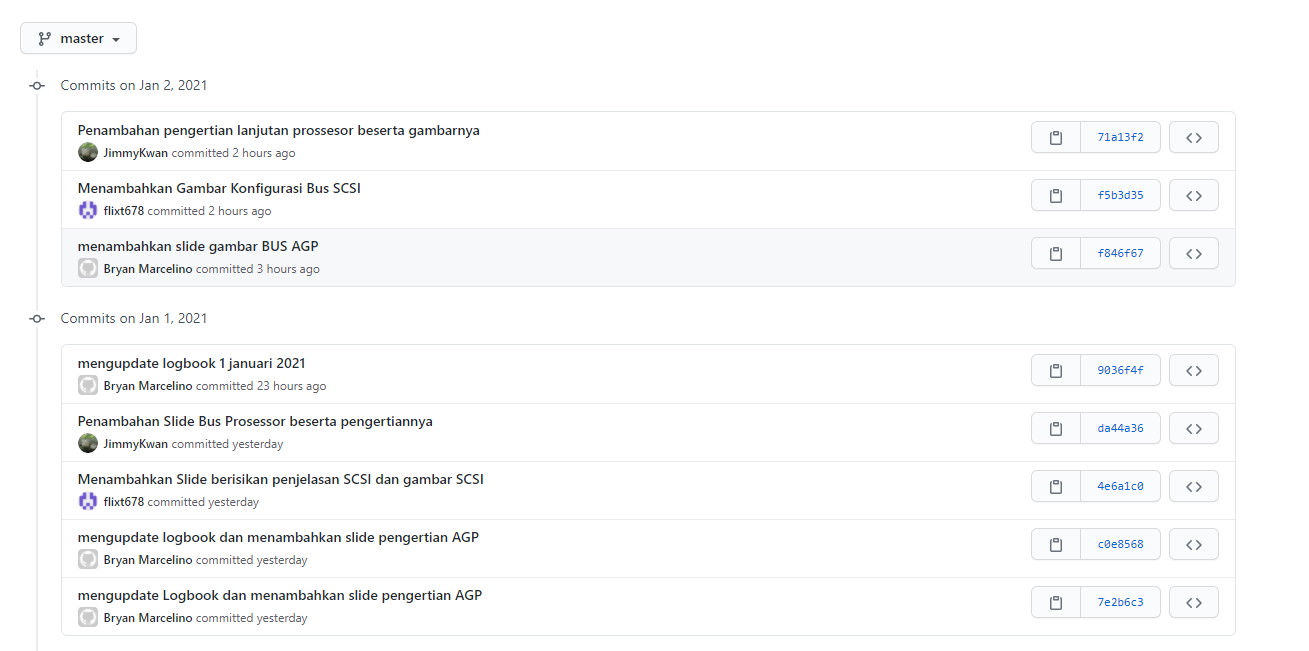 master
Commits on Jan 2, 2021
Penambahan pengertian lanjutan prossesor beserta gambarnya
JimmyKwan committed 2 hours ago
71a13f2
Menambahkan Gambar Konfigurasi Bus SCSI
flixt678 committed 2 hours ago
f5b3d35
menambahkan slide gambar BUS AGP
Bryan Marcelino committed 3 hours ago
f846f67
Commits on Jan 1, 2021
mengupdate logbook 1 januari 2021
Bryan Marcelino committed 23 hours ago
9036f4f
Penambahan Slide Bus Prosessor beserta pengertiannya
JimmyKwan committed yesterday
da44a36
Menambahkan Slide berisikan penjelasan SCSI dan gambar SCSI
flixt678 committed yesterday
4e6a1c0
mengupdate logbook dan menambahkan slide pengertian AGP
Bryan Marcelino committed yesterday
c0e8568
mengupdate Logbook dan menambahkan slide pengertian AGP
Bryan Marcelino committed yesterday
7e2b6c3